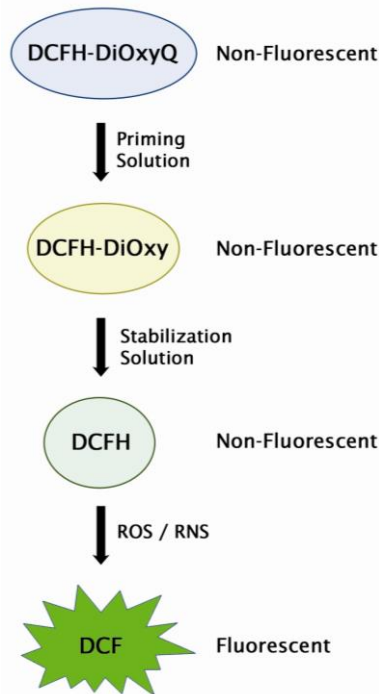 DCFH-DiOxyQ Non-Fluorescent
Priming
Solution
DCFH-DiOxy Non-Fluorescent
Stabilization
Solution
DCFH Non-Fluorescent
ROS / RNS
DCF Fluorescent